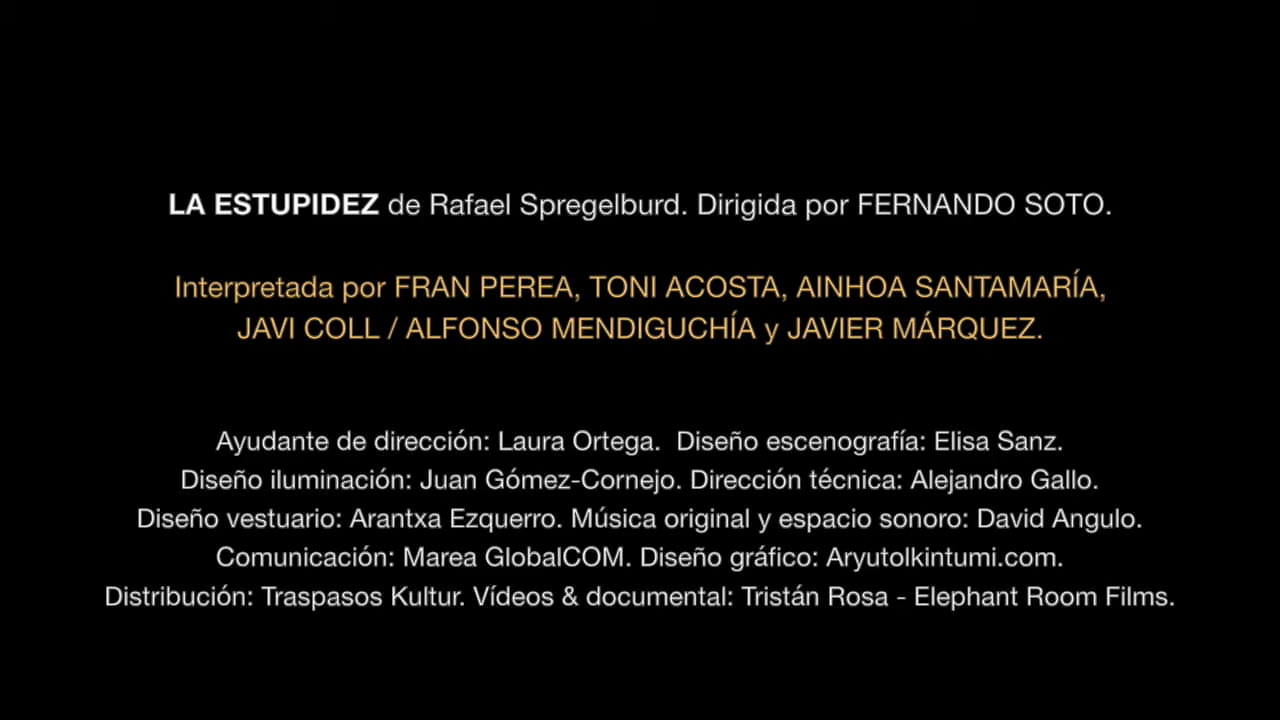 LA ESTUPIDEZ de Rafael Spregelburd. Dirigida por FERNANDO SOTO.
Interpretada por FRAN PEREA, TONI ACOSTA, AINHOA SANTAMARÍA,
JAVI COLL / ALFONSO MENDIGUCHÍA y JAVIER MÁRQUEZ.
Ayudante de dirección: Laura Ortega. Diseño escenografía: Elisa Sanz.
Diseño iluminación: Juan Gómez-Cornejo. Dirección técnica: Alejandro Gallo.
Diseño vestuario: Arantxa Ezquerro. Música original y espacio sonoro: David Angulo.
Comunicación: Marea GlobalCOM. Diseño gráfico: Aryutolkintumi.com.
Distribución: Traspasos Kultur. Vídeos & documental: Tristán Rosa - Elephant Room Films.